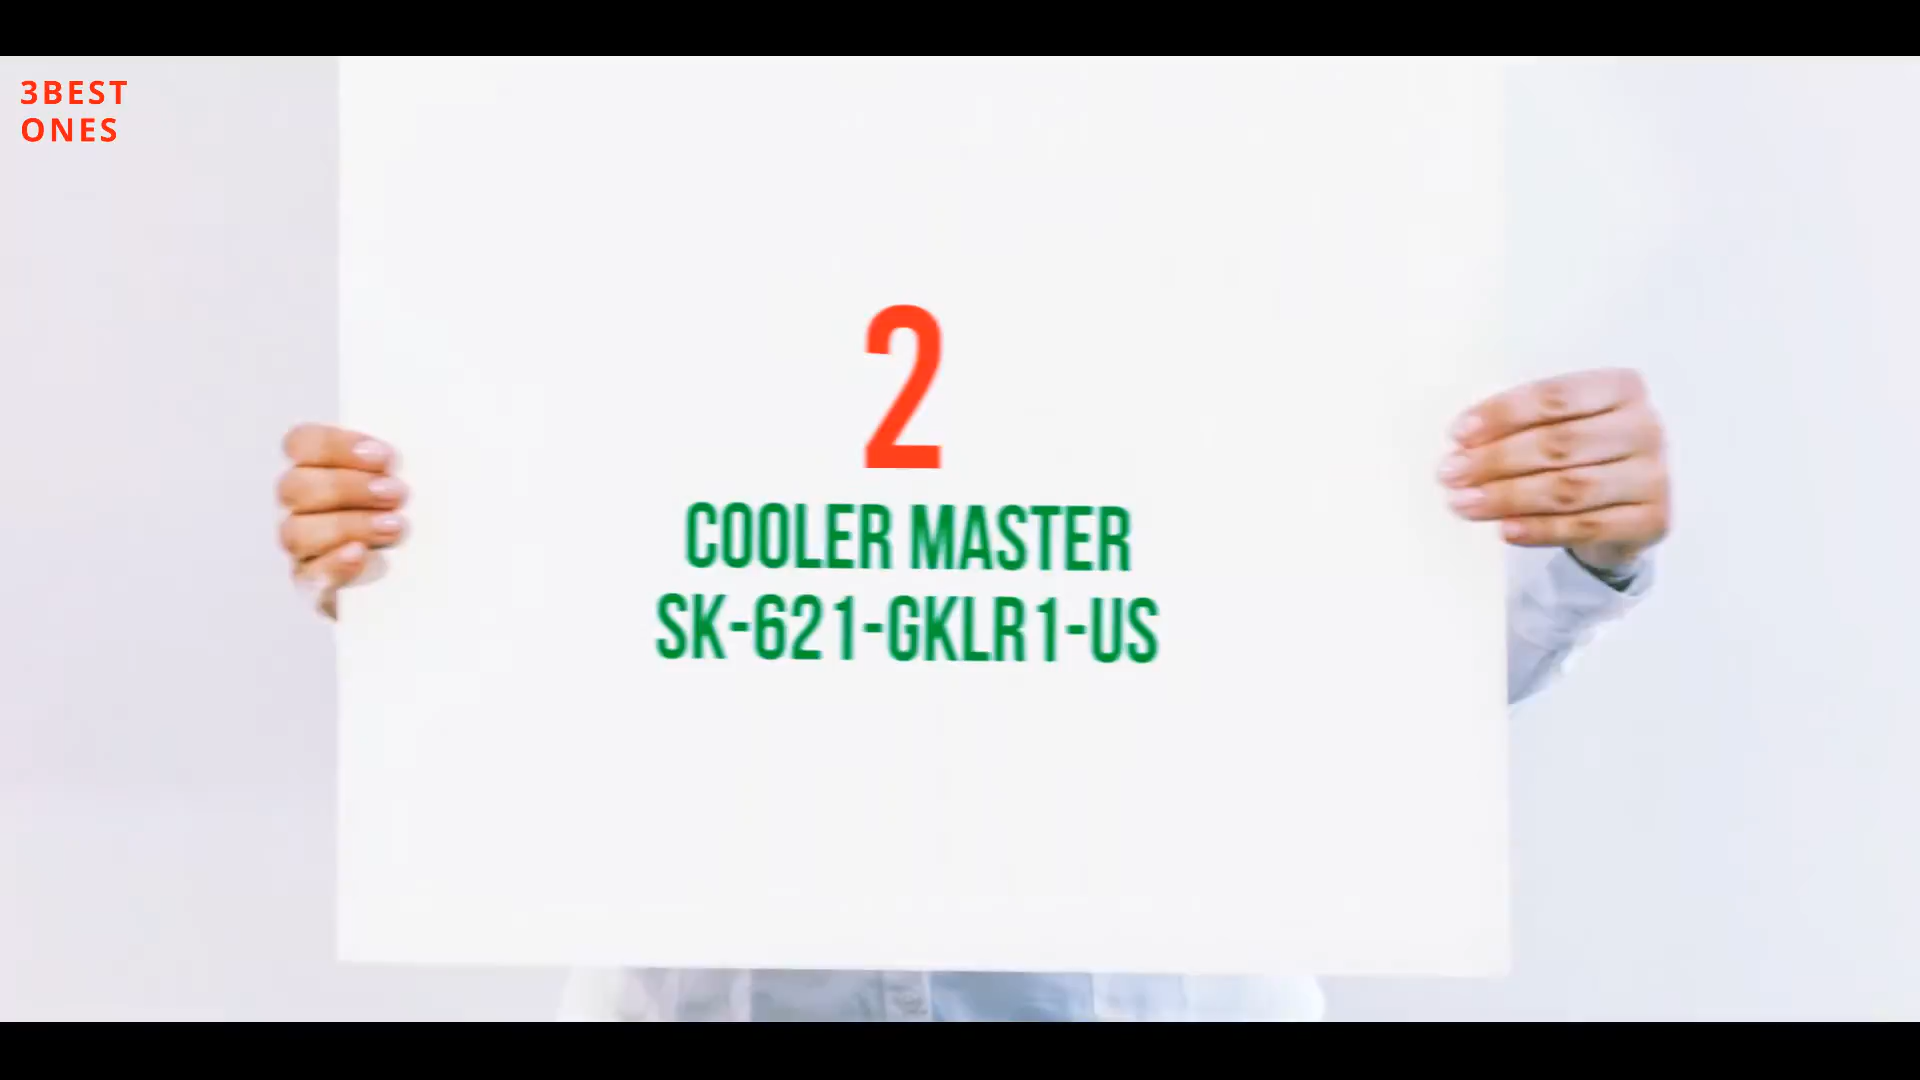 3BEST
ONES
2
COOLER MASTER
SK-621-GKLR1-US